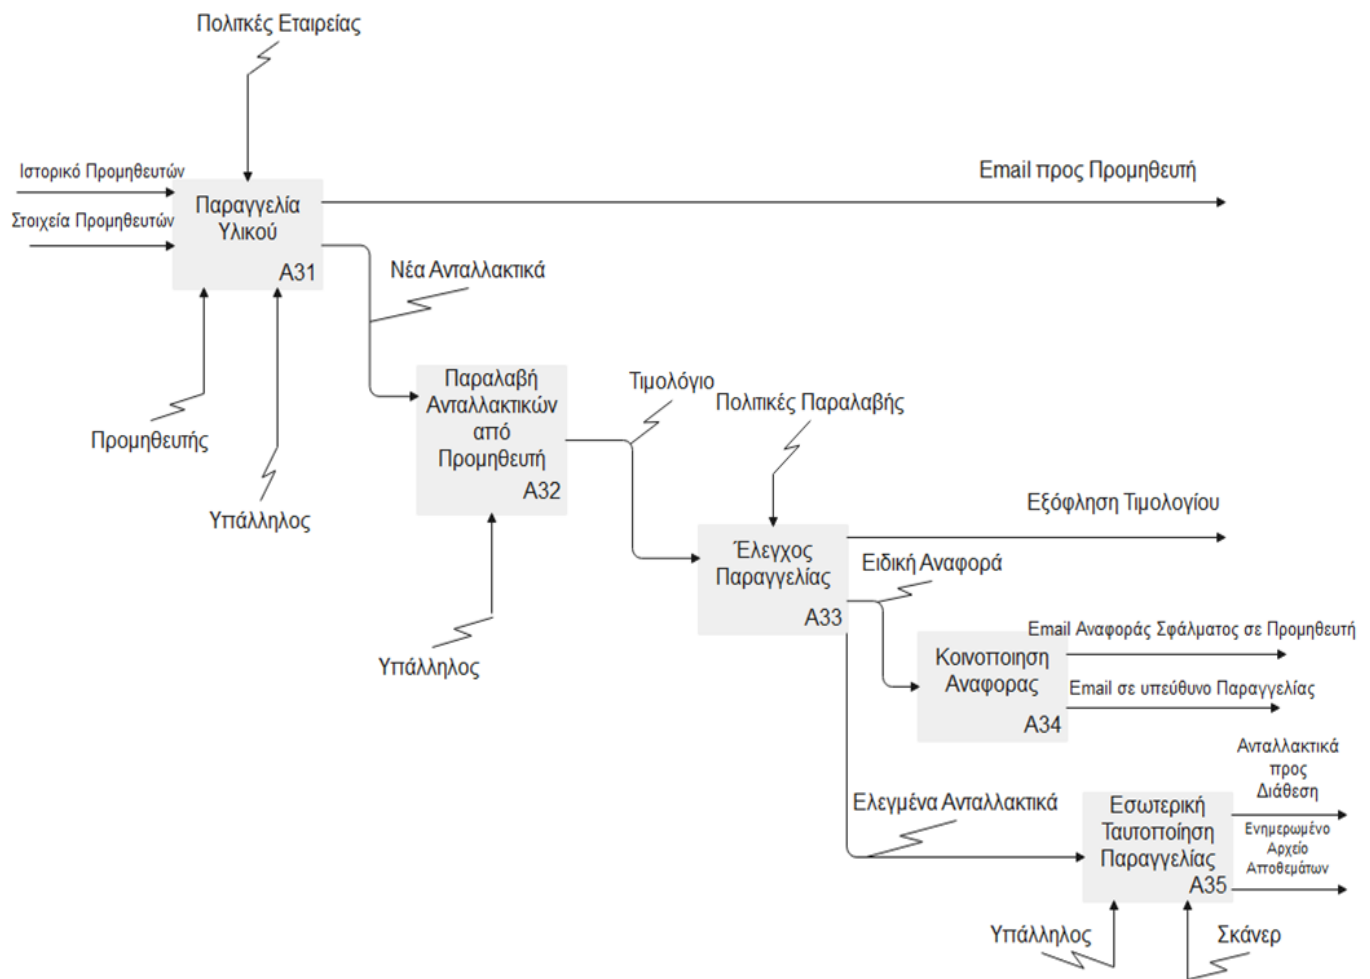 Πολιτκές Εταιρείας
Ιστορικό Προμηθευτών
Στοιχεία Προμηθευτών
Παραγγελία
Υλικού
A31
Email προς Προμηθευτή
Νέα Ανταλλακτικά
Προμηθευτής
Υπάλληλος
Παραλαβή
Ανταλλακτικών
από
Προμηθευτή
A32
Τιμολόγιο
Πολιτικές Παραλαβής
Υπάλληλος
Έλεγχος
Παραγγελίας
A33
Εξόφληση Τιμολογίου
Ειδική Αναφορά
Κοινοποιηση
Αναφορας
A34
Email Αναφοράς Σφάλματος σε Προμηθευτή
Email σε υπεύθυνο Παραγγελίας
Ελεγμένα Ανταλλακτικά
Εσωτερική
Ταυτοποίηση
Παραγγελίας
A35
Ανταλλακτικά
προς
Διάθεση
Ενημερωμένο
Αρχείο
Αποθεμάτων
Υπάλληλος
Σκάνερ